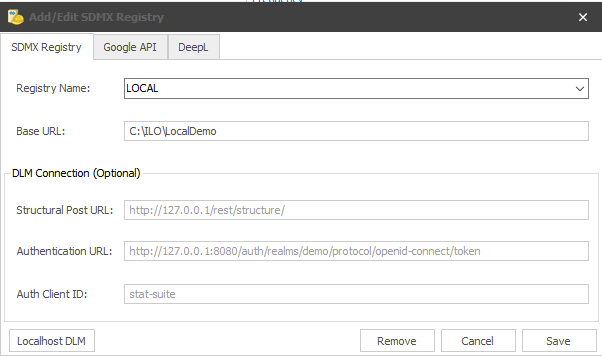 Add/Edit SDMX Registry
SDMX Registry Google API DeepL
Registry Name: LOCAL
Base URL: C:\ILO\LocalDemo
DLM Connection (Optional)
Structural Post URL: http://127.0.0.1/rest/structure/
Authentication URL: http://127.0.0.1:8080/auth/realms/demo/protocol/openid-connect/token
Auth Client ID: stat-suite
Localhost DLM Remove Cancel Save